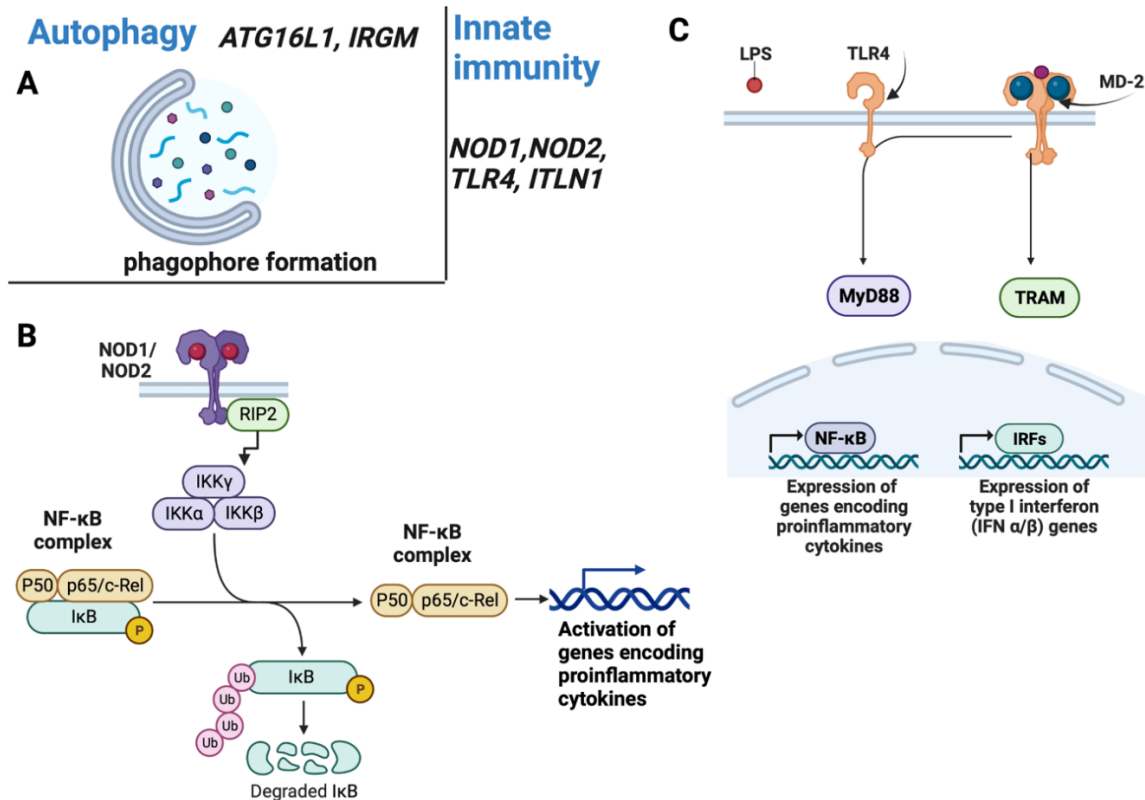 Autophagy
ATG16L1, IRGM
Innate
immunity
A
NOD1,NOD2,
TLR4, ITLN1
phagophore formation
B
NOD1/
NOD2
RIP2
IKKγ
IKKα
IKKβ
NF-κB
complex
P50
p65/c-Rel
IκB
P
NF-κB
complex
P50
p65/c-Rel
Activation of
genes encoding
proinflammatory
cytokines
Ub
IκB
P
Ub
Ub
Ub
Degraded IκB
C
LPS
TLR4
MD-2
MyD88
TRAM
NF-κB
IRFs
Expression of
genes encoding
proinflammatory
cytokines
Expression of
type I interferon
(IFN α/β) genes